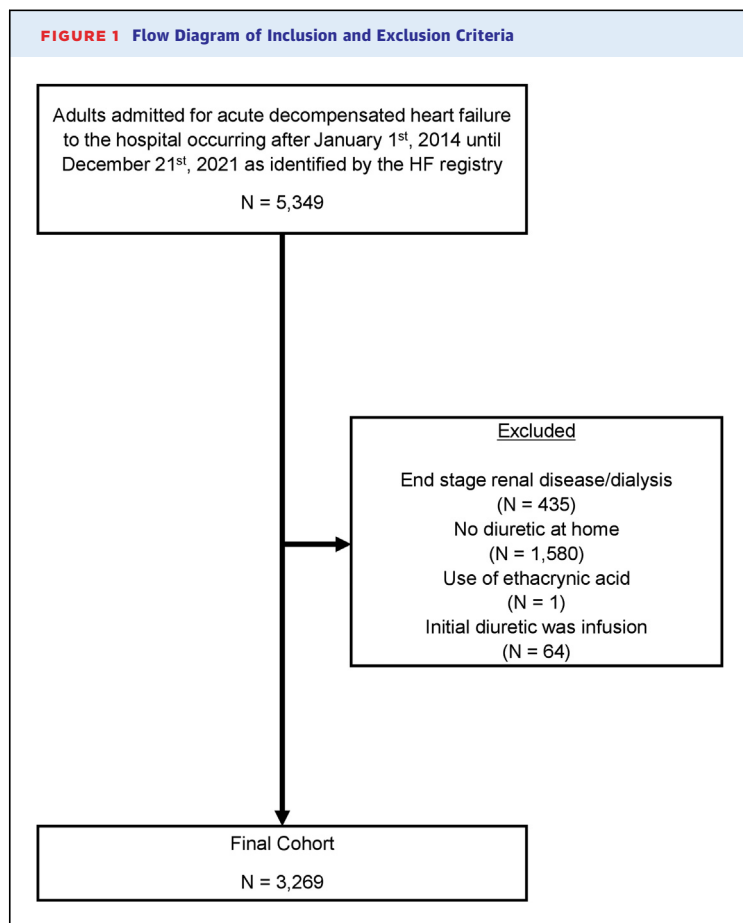 FIGURE 1 Flow Diagram of Inclusion and Exclusion Criteria
Adults admitted for acute decompensated heart failure
to the hospital occurring after January 1st, 2014 until
December 21st, 2021 as identified by the HF registry
N = 5,349
Excluded
End stage renal disease/dialysis
(N = 435)
No diuretic at home
(N = 1,580)
Use of ethacrynic acid
(N = 1)
Initial diuretic was infusion
(N = 64)
Final Cohort
N = 3,269